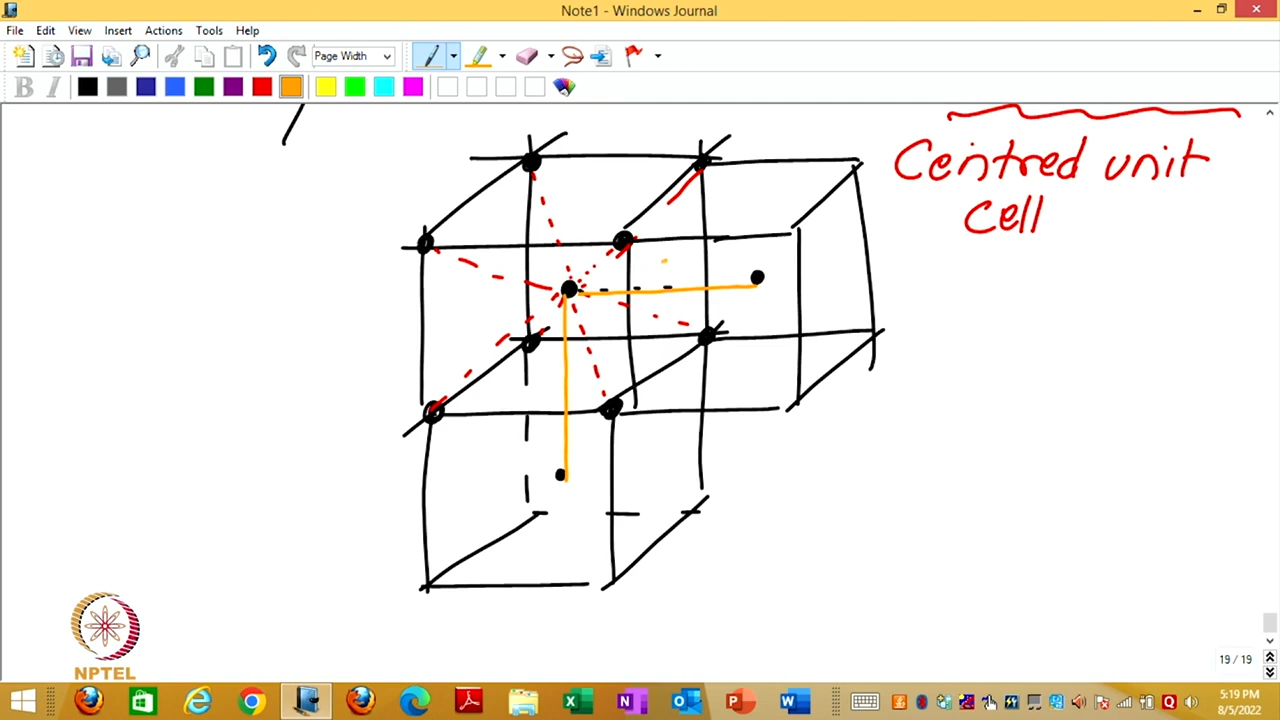 Note1 - Windows Journal
File Edit View Insert Actions Tools Help
Page Width
B I
Centred unit
cell
NPTEL
19 / 19
5:19 PM
8/5/2022